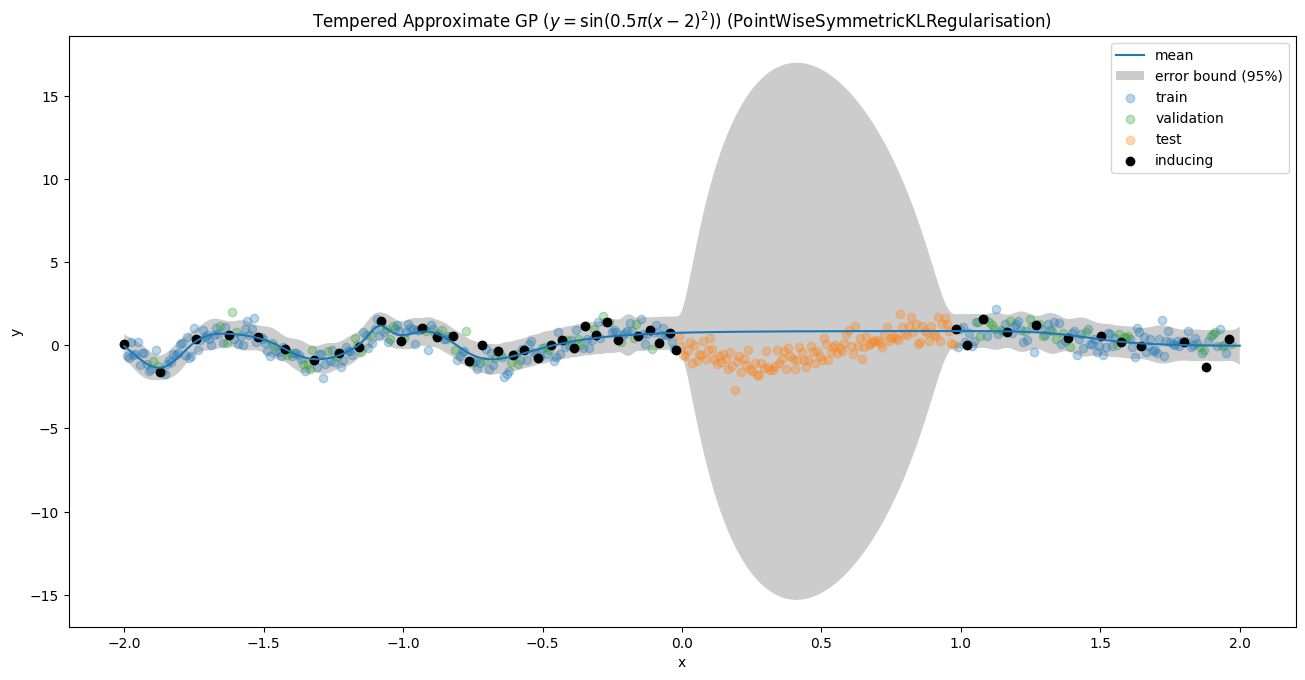 Tempered Approximate GP (y = sin(0.5π(x − 2)²)) (PointWiseSymmetricKLRegularisation)
mean
error bound (95%)
train
validation
test
inducing
15
10
5
0
−5
−10
−15
y
−2.0 −1.5 −1.0 −0.5 0.0 0.5 1.0 1.5 2.0
x